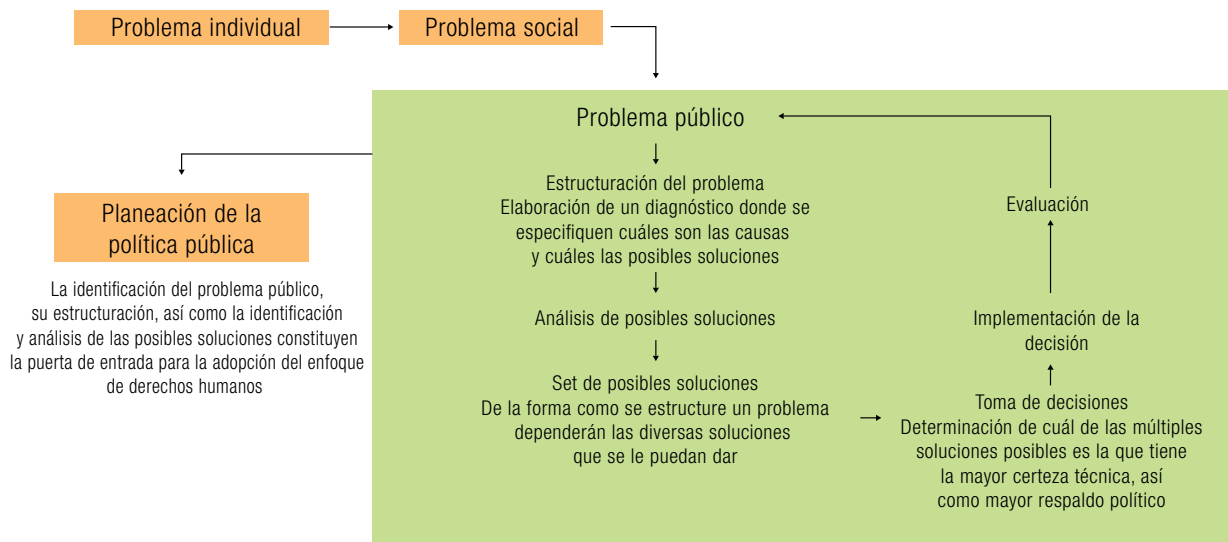 Problema individual
Problema social
Problema público
Estructuración del problema
Elaboración de un diagnóstico donde se
especifiquen cuáles son las causas
y cuáles las posibles soluciones
Análisis de posibles soluciones
Set de posibles soluciones
De la forma como se estructure un problema
dependerán las diversas soluciones
que se le puedan dar
Toma de decisiones
Determinación de cuál de las múltiples
soluciones posibles es la que tiene
la mayor certeza técnica, así
como mayor respaldo político
Implementación de la
decisión
Evaluación
Planeación de la
política pública
La identificación del problema público,
su estructuración, así como la identificación
y análisis de las posibles soluciones constituyen
la puerta de entrada para la adopción del enfoque
de derechos humanos